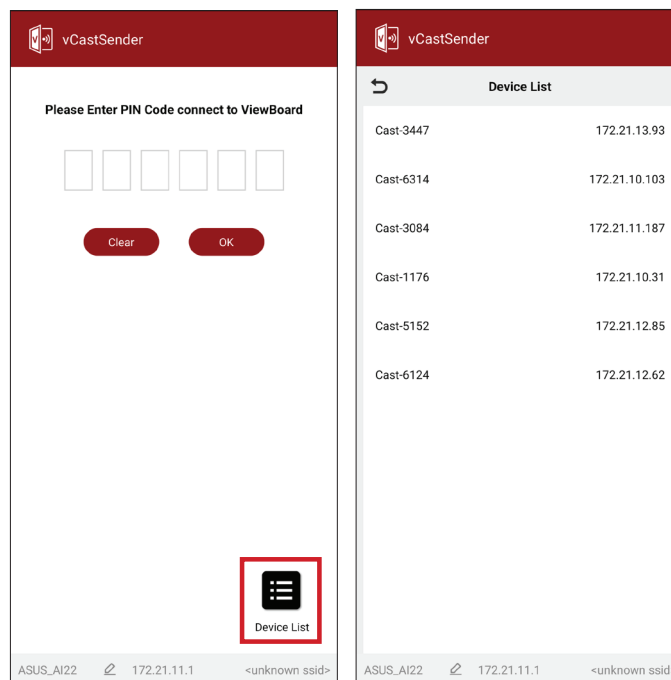 vCastSender
Please Enter PIN Code connect to ViewBoard
Clear
OK
Device List
ASUS_AI22 172.21.11.1 <unknown ssid>
vCastSender
Device List
Cast-3447 172.21.13.93
Cast-6314 172.21.10.103
Cast-3084 172.21.11.187
Cast-1176 172.21.10.31
Cast-5152 172.21.12.85
Cast-6124 172.21.12.62
ASUS_AI22 172.21.11.1 <unknown ssid